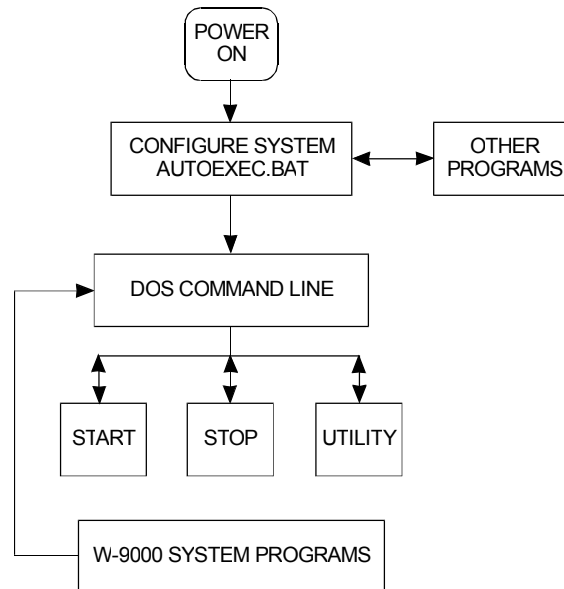 POWER
ON
CONFIGURE SYSTEM
AUTOEXEC.BAT
OTHER
PROGRAMS
DOS COMMAND LINE
START
STOP
UTILITY
W-9000 SYSTEM PROGRAMS